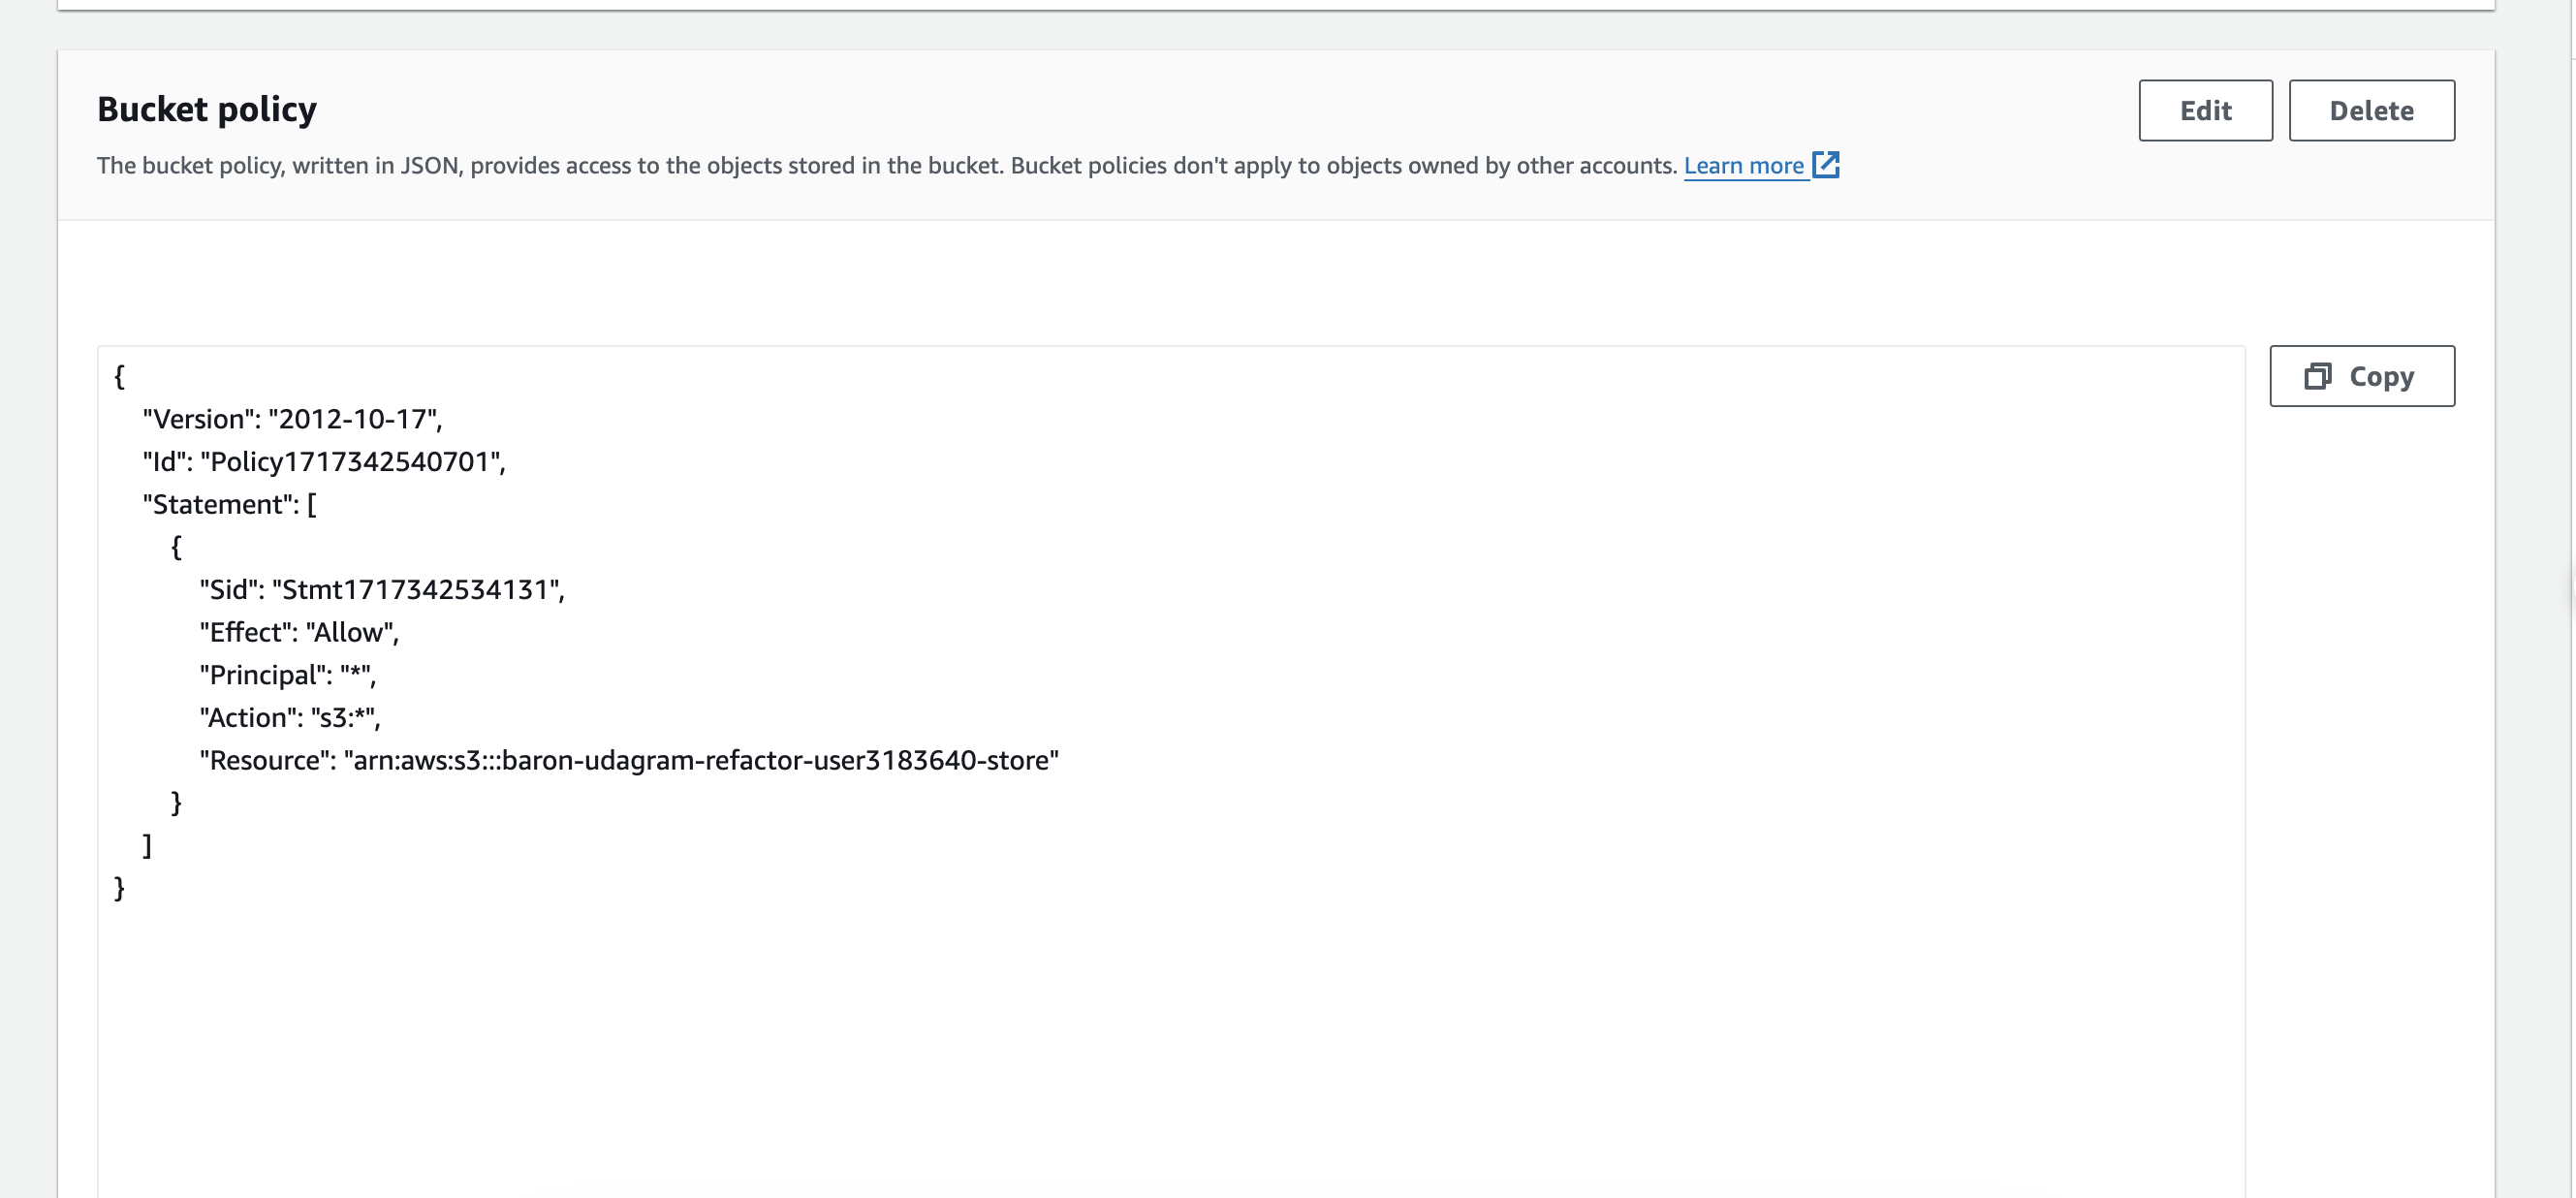 Bucket policy
Edit
Delete
The bucket policy, written in JSON, provides access to the objects stored in the bucket. Bucket policies don't apply to objects owned by other accounts. Learn more
Copy
{
"Version": "2012-10-17",
"Id": "Policy1717342540701",
"Statement": [
{
"Sid": "Stmt1717342534131",
"Effect": "Allow",
"Principal": "*",
"Action": "s3:*",
"Resource": "arn:aws:s3:::baron-udagram-refactor-user3183640-store"
}
]
}